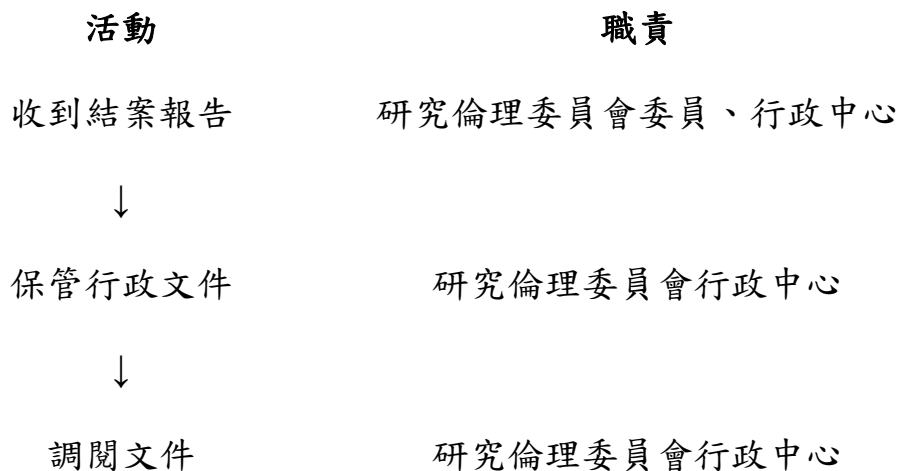 活動 職責
收到結案報告 研究倫理委員會委員、行政中心
↓
保管行政文件 研究倫理委員會行政中心
↓
調閱文件 研究倫理委員會行政中心